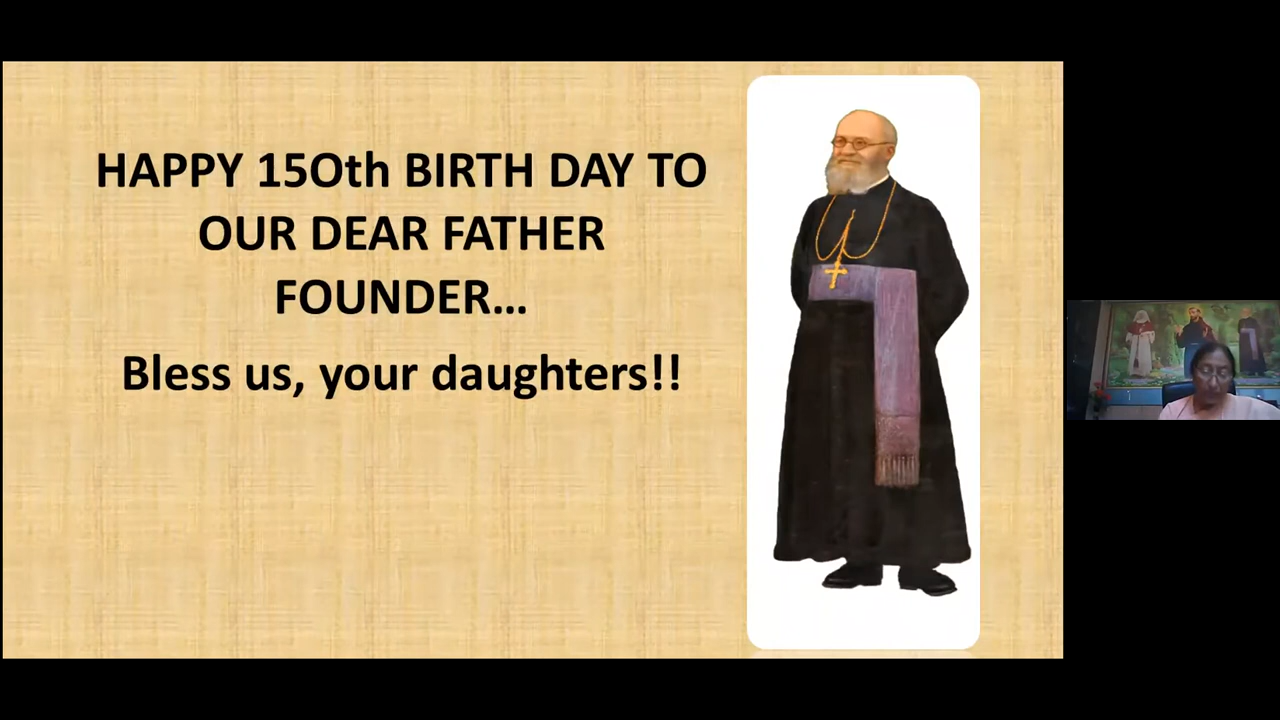 HAPPY 15Oth BIRTH DAY TO
OUR DEAR FATHER
FOUNDER…
Bless us, your daughters!!